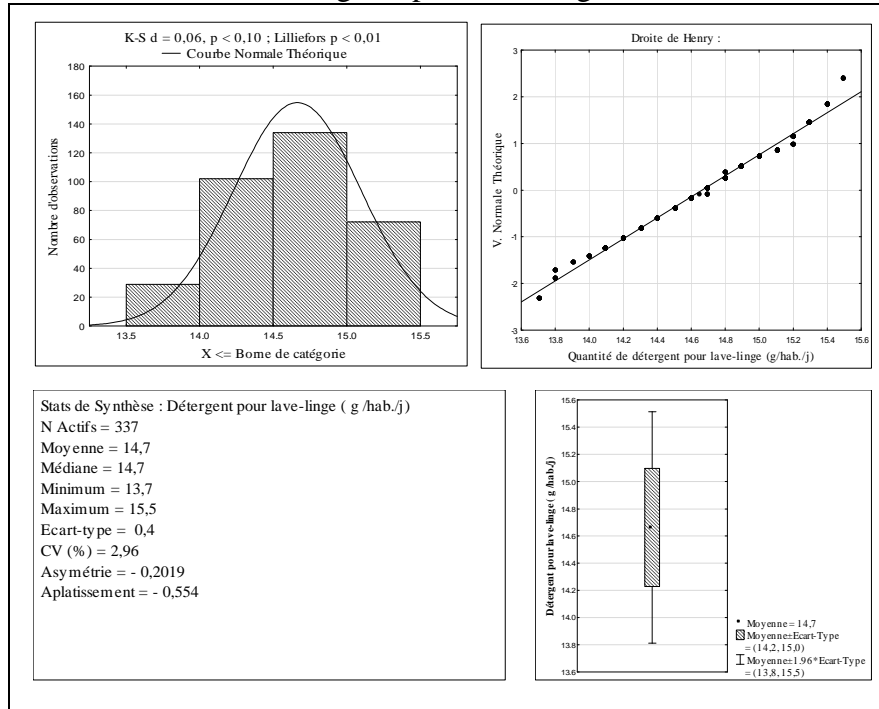 K-S d = 0,06, p < 0,10 ; Lilliefors p < 0,01
Courbe Normale Théorique
180
160
140
120
100
80
60
40
20
0
Nombre d'observations
13.5 14.0 14.5 15.0 15.5
X <= Borne de catégorie
Droite de Henry :
3
2
1
0
-1
-2
-3
V. Normale Théorique
13.6 13.8 14.0 14.2 14.4 14.6 14.8 15.0 15.2 15.4 15.6
Quantité de détergent pour lave-linge (g/hab./j)
Stats de Synthèse : Détergent pour lave-linge ( g /hab./j)
N Actifs = 337
Moyenne = 14,7
Médiane = 14,7
Minimum = 13,7
Maximum = 15,5
Ecart-type = 0,4
CV (%) = 2,96
Asymétrie = - 0,2019
Aplatissement = - 0,554
15.6
15.4
15.2
15.0
14.8
14.6
14.4
14.2
14.0
13.8
13.6
Détergent pour lave-linge ( g /hab./j)
Moyenne = 14,7
Moyenne±Ecart-Type
= (14,2, 15,0)
Moyenne±1.96*Ecart-Type
= (13,8, 15,5)